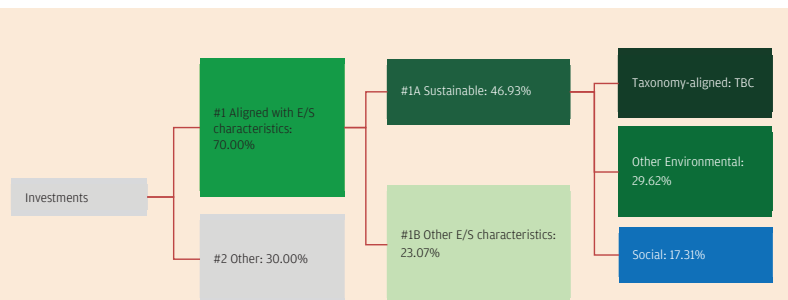 Investments
#1 Aligned with E/S
characteristics:
70.00%
#2 Other: 30.00%
#1A Sustainable: 46.93%
#1B Other E/S characteristics:
23.07%
Taxonomy-aligned: TBC
Other Environmental:
29.62%
Social: 17.31%